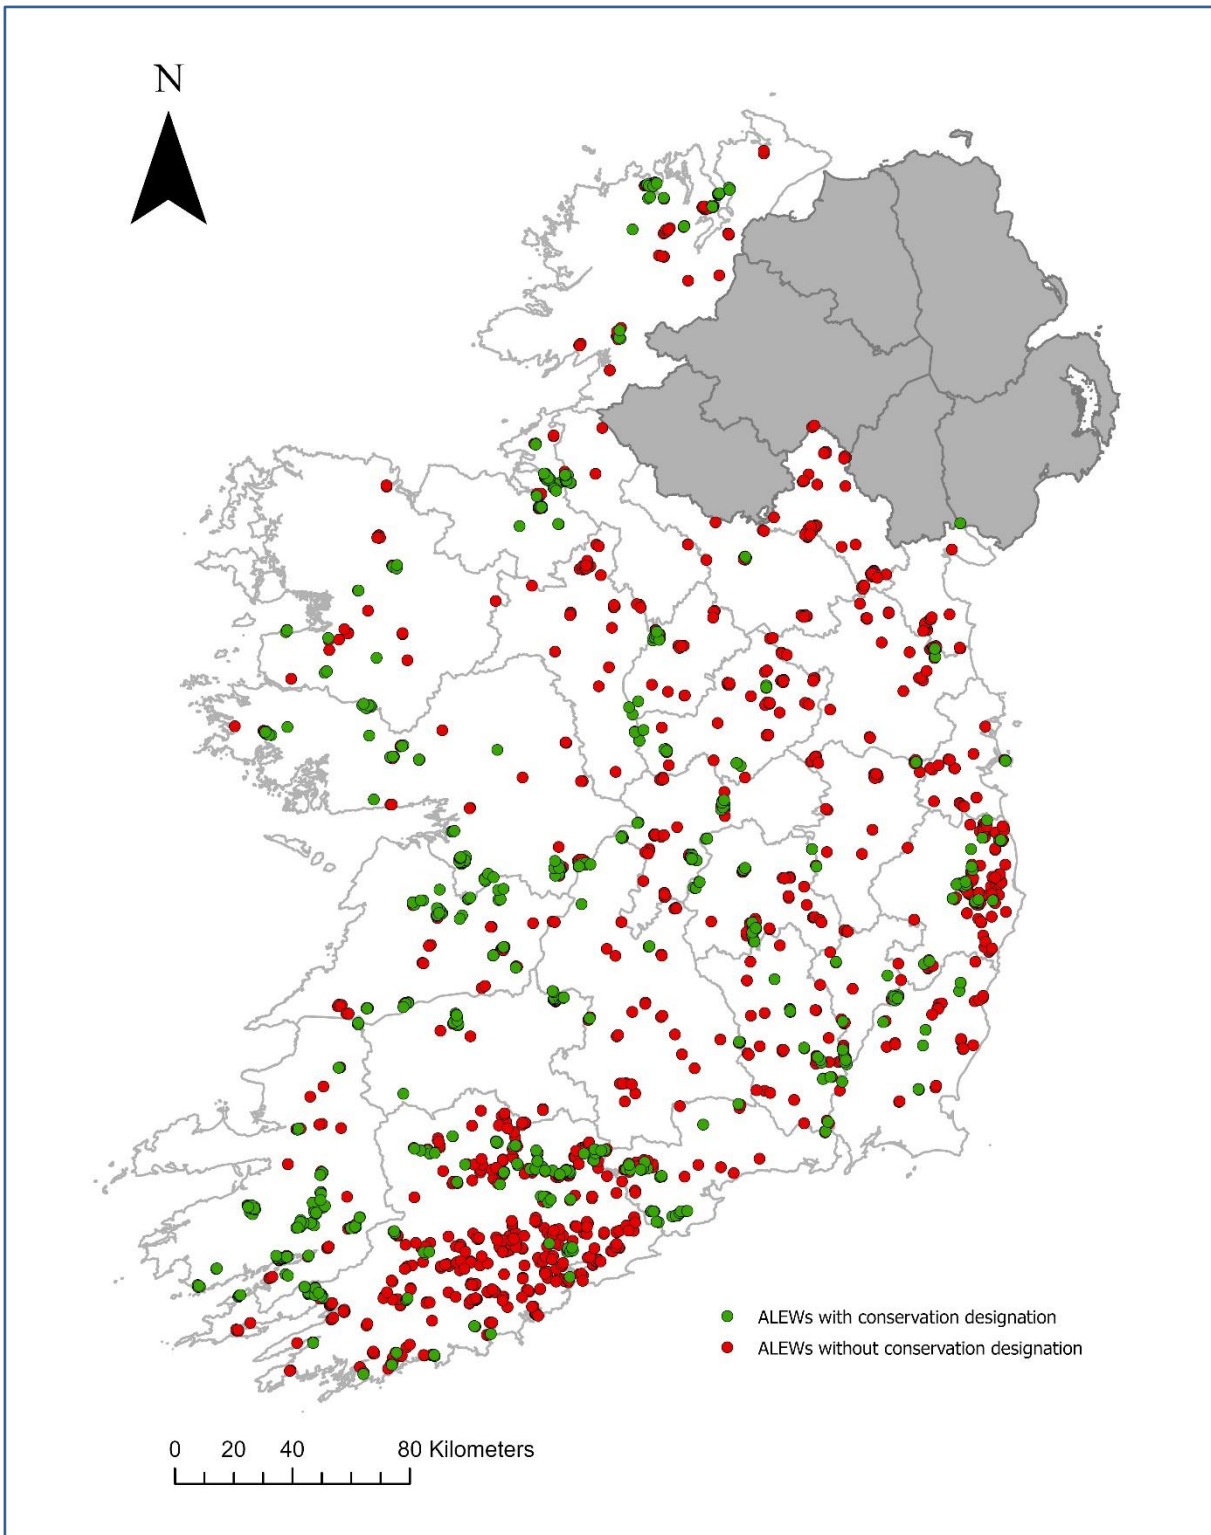 N
ALEWs with conservation designation
ALEWs without conservation designation
0 20 40 80 Kilometers